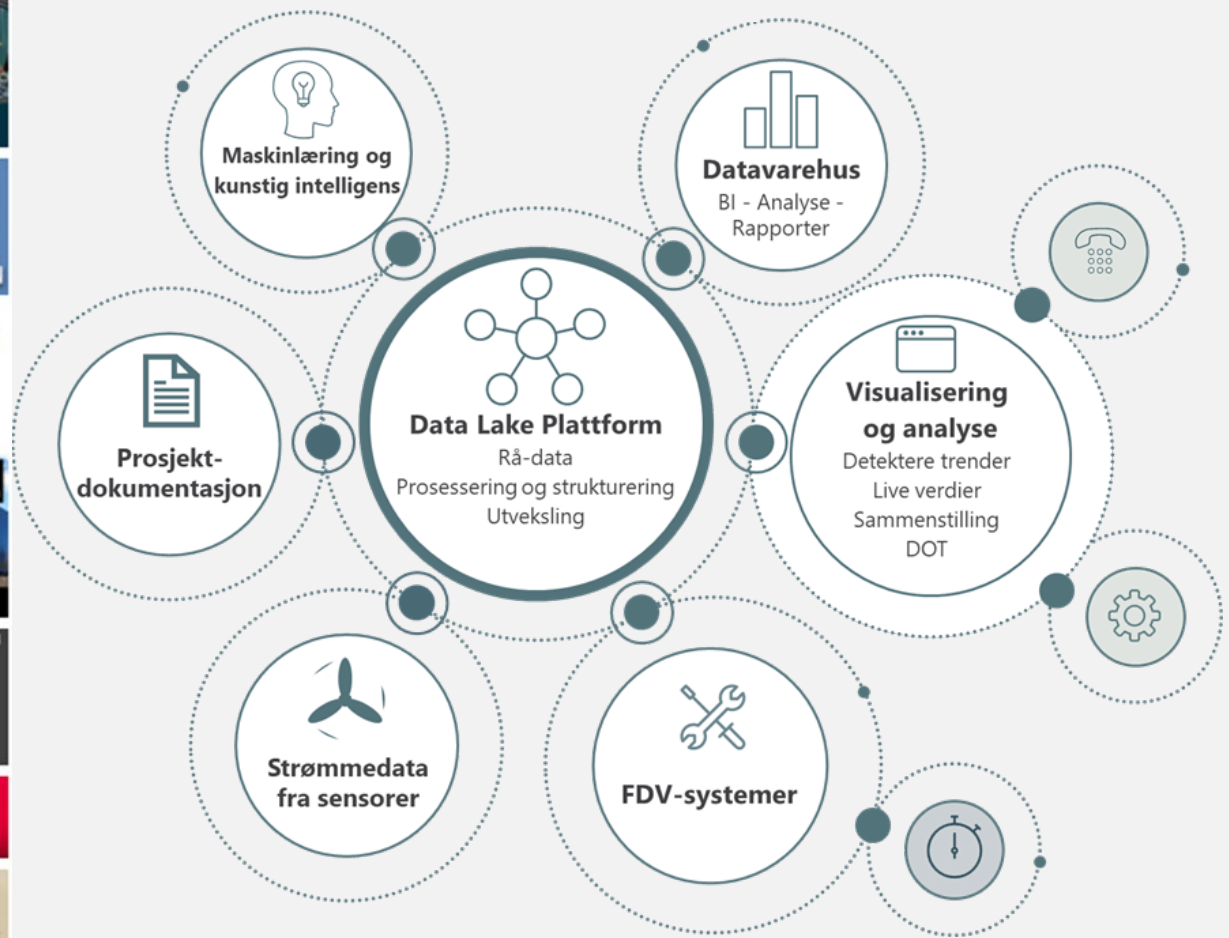 Maskinlæring og
kunstig intelligens
Datavarehus
BI - Analyse -
Rapporter
Data Lake Plattform
Rå-data
Prosessering og strukturering
Utveksling
Visualisering
og analyse
Detektere trender
Live verdier
Sammenstilling
DOT
Prosjekt-
dokumentasjon
Strømmedata
fra sensorer
FDV-systemer